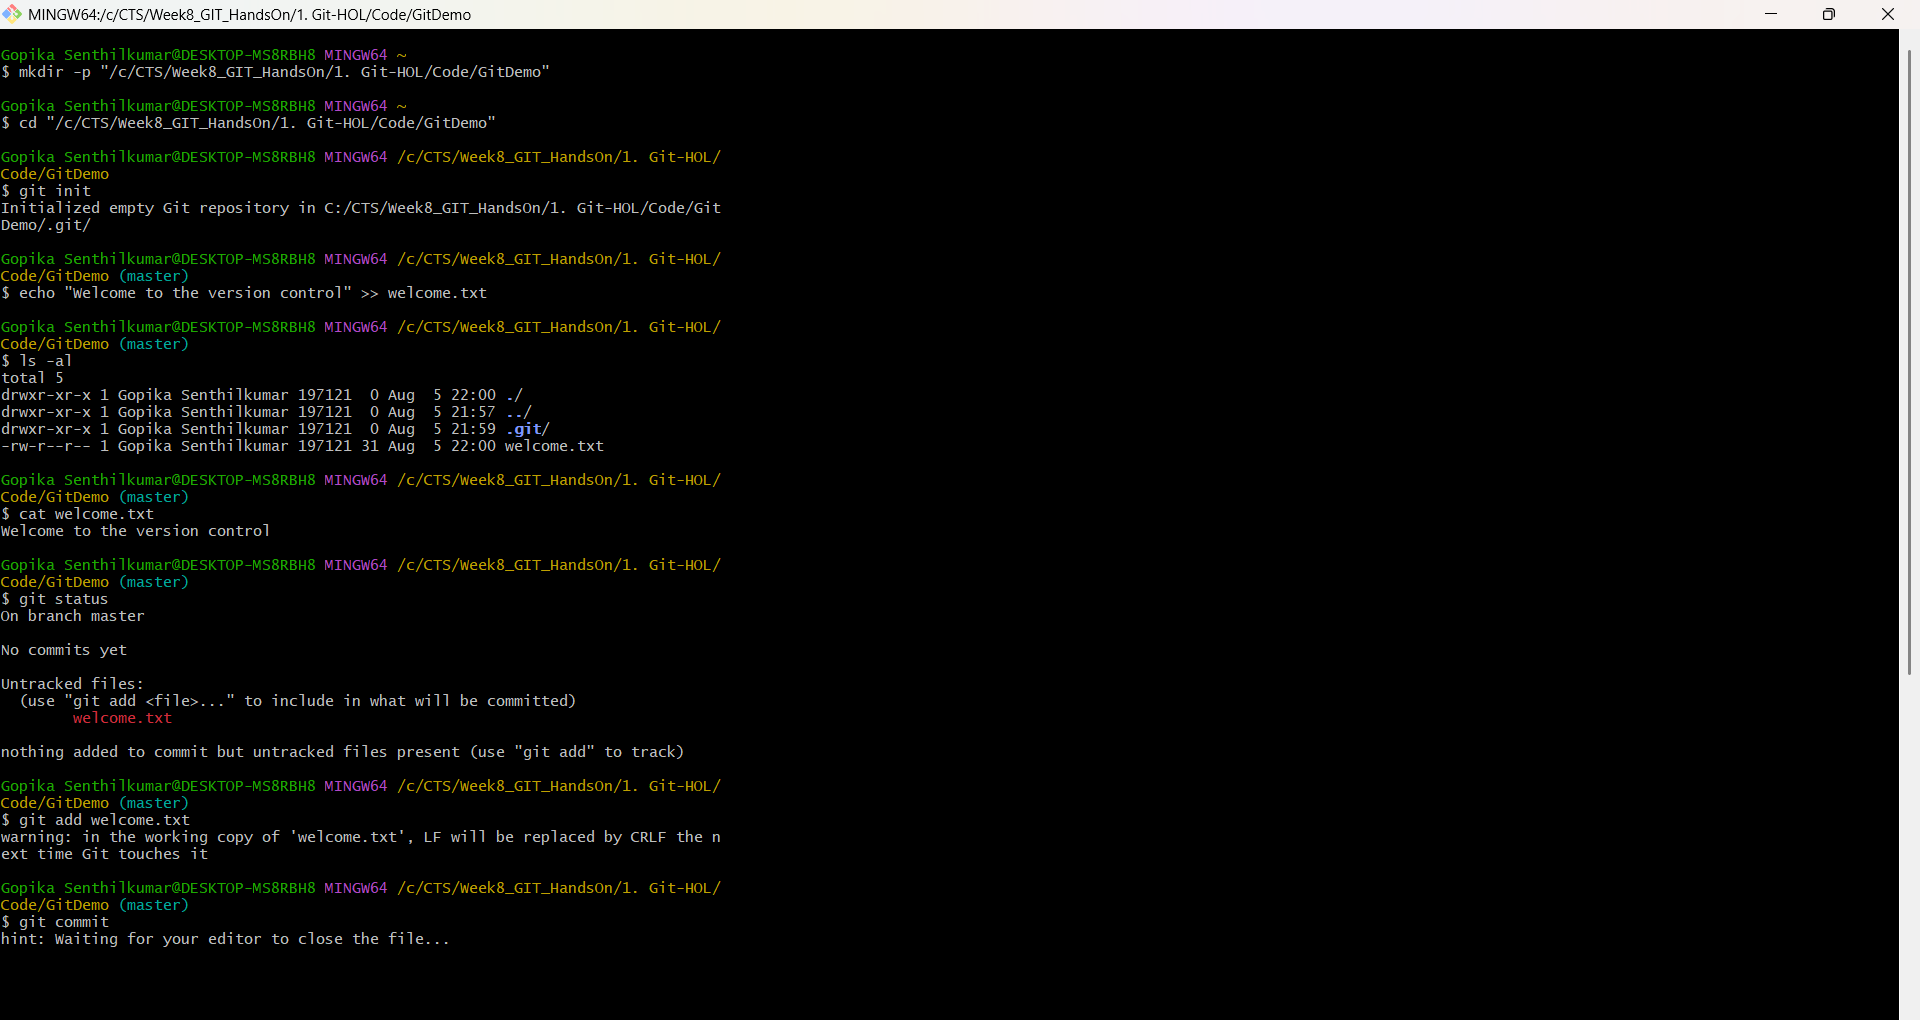 MINGW64:/c/CTS/Week8_GIT_HandsOn/1. Git-HOL/Code/GitDemo
Gopika Senthilkumar@DESKTOP-MS8RBH8 MINGW64 ~
$ mkdir -p "/c/CTS/Week8_GIT_HandsOn/1. Git-HOL/Code/GitDemo"
Gopika Senthilkumar@DESKTOP-MS8RBH8 MINGW64 ~
$ cd "/c/CTS/Week8_GIT_HandsOn/1. Git-HOL/Code/GitDemo"
Gopika Senthilkumar@DESKTOP-MS8RBH8 MINGW64 /c/CTS/Week8_GIT_HandsOn/1. Git-HOL/
Code/GitDemo
$ git init
Initialized empty Git repository in C:/CTS/Week8_GIT_HandsOn/1. Git-HOL/Code/Git
Demo/.git/
Gopika Senthilkumar@DESKTOP-MS8RBH8 MINGW64 /c/CTS/Week8_GIT_HandsOn/1. Git-HOL/
Code/GitDemo (master)
$ echo "Welcome to the version control" >> welcome.txt
Gopika Senthilkumar@DESKTOP-MS8RBH8 MINGW64 /c/CTS/Week8_GIT_HandsOn/1. Git-HOL/
Code/GitDemo (master)
$ ls -al
total 5
drwxr-xr-x 1 Gopika Senthilkumar 197121  0 Aug  5 22:00 ./
drwxr-xr-x 1 Gopika Senthilkumar 197121  0 Aug  5 21:57 ../
drwxr-xr-x 1 Gopika Senthilkumar 197121  0 Aug  5 21:59 .git/
-rw-r--r-- 1 Gopika Senthilkumar 197121 31 Aug  5 22:00 welcome.txt
Gopika Senthilkumar@DESKTOP-MS8RBH8 MINGW64 /c/CTS/Week8_GIT_HandsOn/1. Git-HOL/
Code/GitDemo (master)
$ cat welcome.txt
Welcome to the version control
Gopika Senthilkumar@DESKTOP-MS8RBH8 MINGW64 /c/CTS/Week8_GIT_HandsOn/1. Git-HOL/
Code/GitDemo (master)
$ git status
On branch master
No commits yet
Untracked files:
  (use "git add <file>..." to include in what will be committed)
        welcome.txt
nothing added to commit but untracked files present (use "git add" to track)
Gopika Senthilkumar@DESKTOP-MS8RBH8 MINGW64 /c/CTS/Week8_GIT_HandsOn/1. Git-HOL/
Code/GitDemo (master)
$ git add welcome.txt
warning: in the working copy of 'welcome.txt', LF will be replaced by CRLF the n
ext time Git touches it
Gopika Senthilkumar@DESKTOP-MS8RBH8 MINGW64 /c/CTS/Week8_GIT_HandsOn/1. Git-HOL/
Code/GitDemo (master)
$ git commit
hint: Waiting for your editor to close the file...